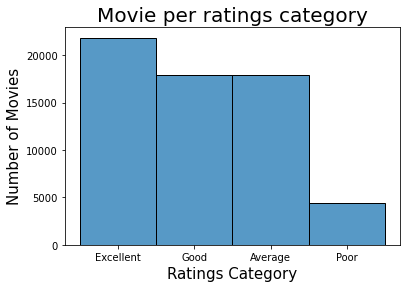 Movie per ratings category
Number of Movies
20000
15000
10000
5000
0
Excellent Good Average Poor
Ratings Category